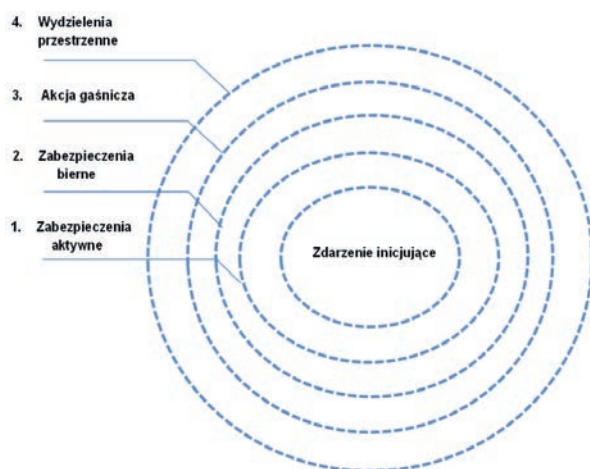 4. Wydzielenia
przestrzenne
3. Akcja gaśnicza
2. Zabezpieczenia
bierne
1. Zabezpieczenia
aktywne
Zdarzenie inicjujące